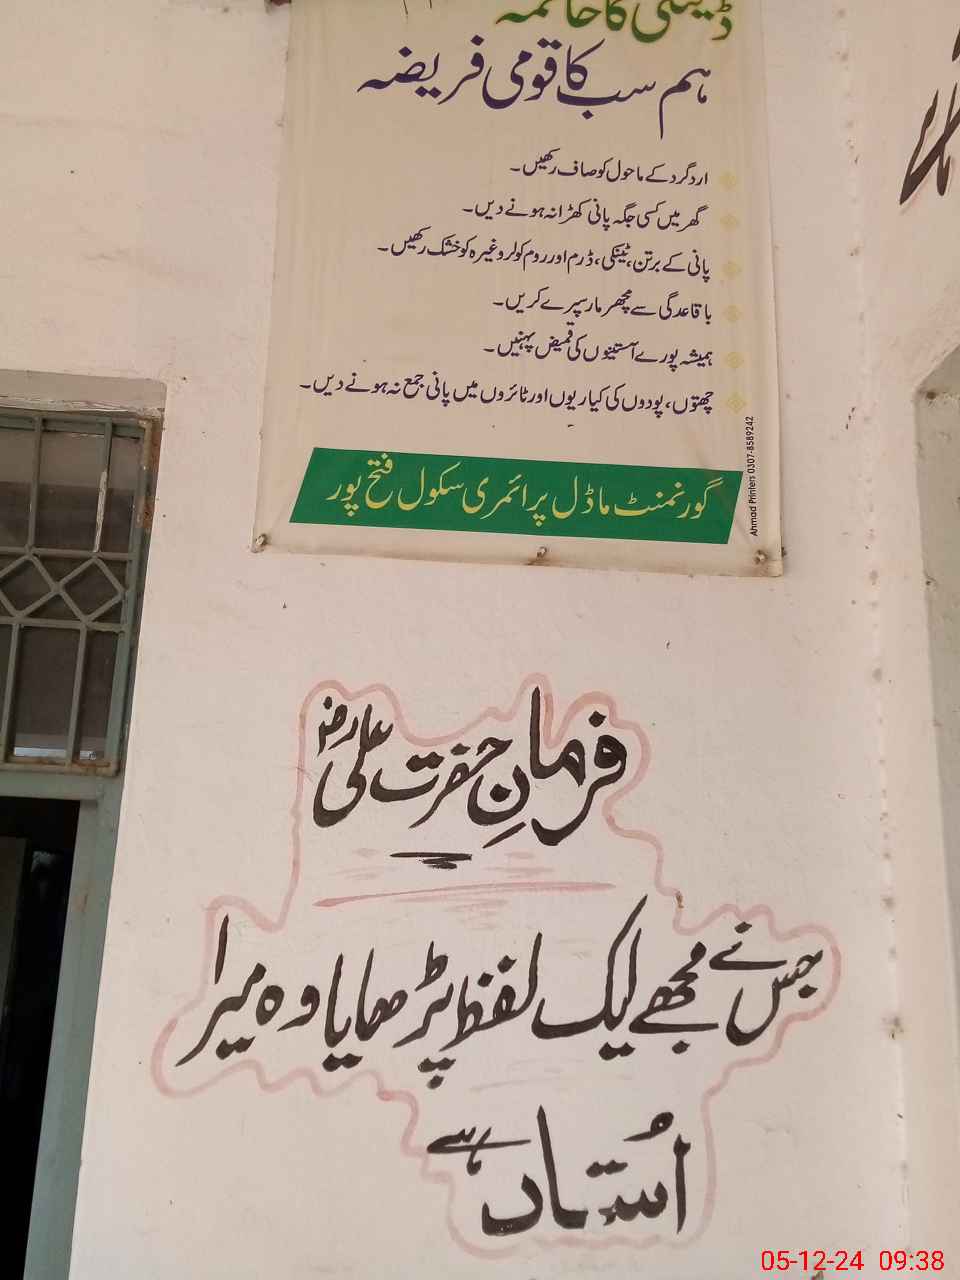 ڈینگی کا خاتمہ
ہم سب کا قومی فریضہ
اردگرد کے ماحول کو صاف رکھیں۔
گھر میں کسی جگہ پانی کھڑا نہ ہونے دیں۔
پانی کے برتن، ٹینکی، ڈرم اور روم کولر وغیرہ کو خشک رکھیں۔
باقاعدگی سے مچھر مار سپرے کریں۔
ہمیشہ پورے آستینوں کی قمیض پہنیں۔
چھتوں، پودوں کی کیاریوں اور ٹائروں میں پانی جمع نہ ہونے دیں۔
گورنمنٹ ماڈل پرائمری سکول فتح پور
Ahmad Printers 0307-8589242
فرمانِ حضرت علی رض
جس نے مجھے ایک لفظ پڑھایا وہ میرا
اُستاد ہے
05-12-24 09:38